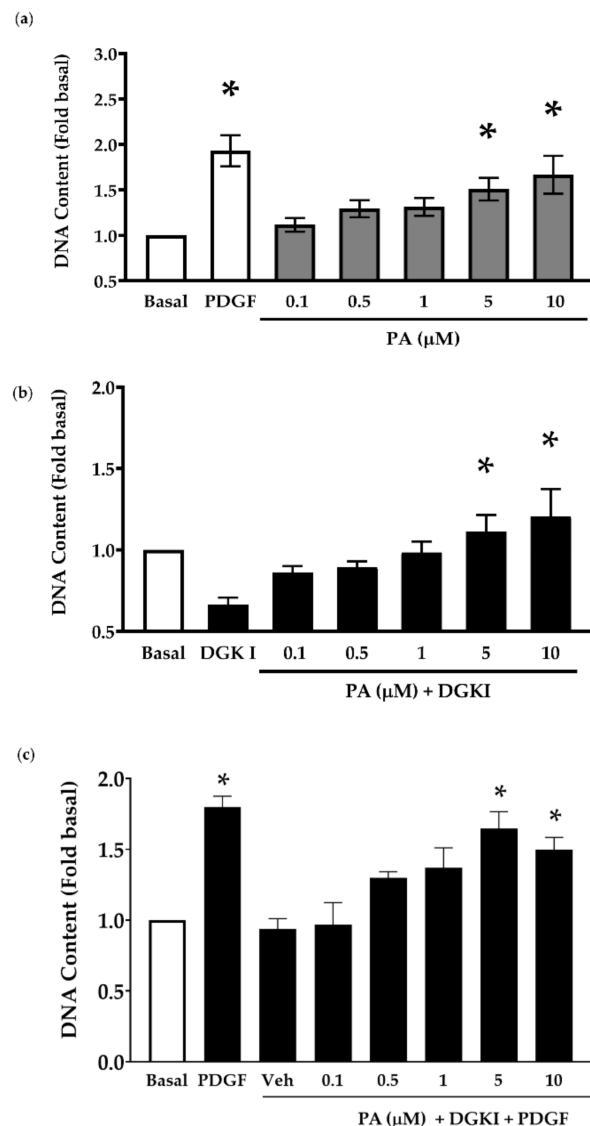 (a)
DNA Content (Fold basal)
3.0
2.5
2.0
1.5
1.0
0.5
*
*
*
Basal PDGF 0.1 0.5 1 5 10
PA (μM)
(b)
DNA Content (Fold basal)
2.0
1.5
1.0
0.5
*
*
Basal DGK I 0.1 0.5 1 5 10
PA (μM) + DGKI
(c)
DNA Content (Fold basal)
2.0
1.5
1.0
0.5
0.0
*
*
*
Basal PDGF Veh 0.1 0.5 1 5 10
PA (μM) + DGKI + PDGF